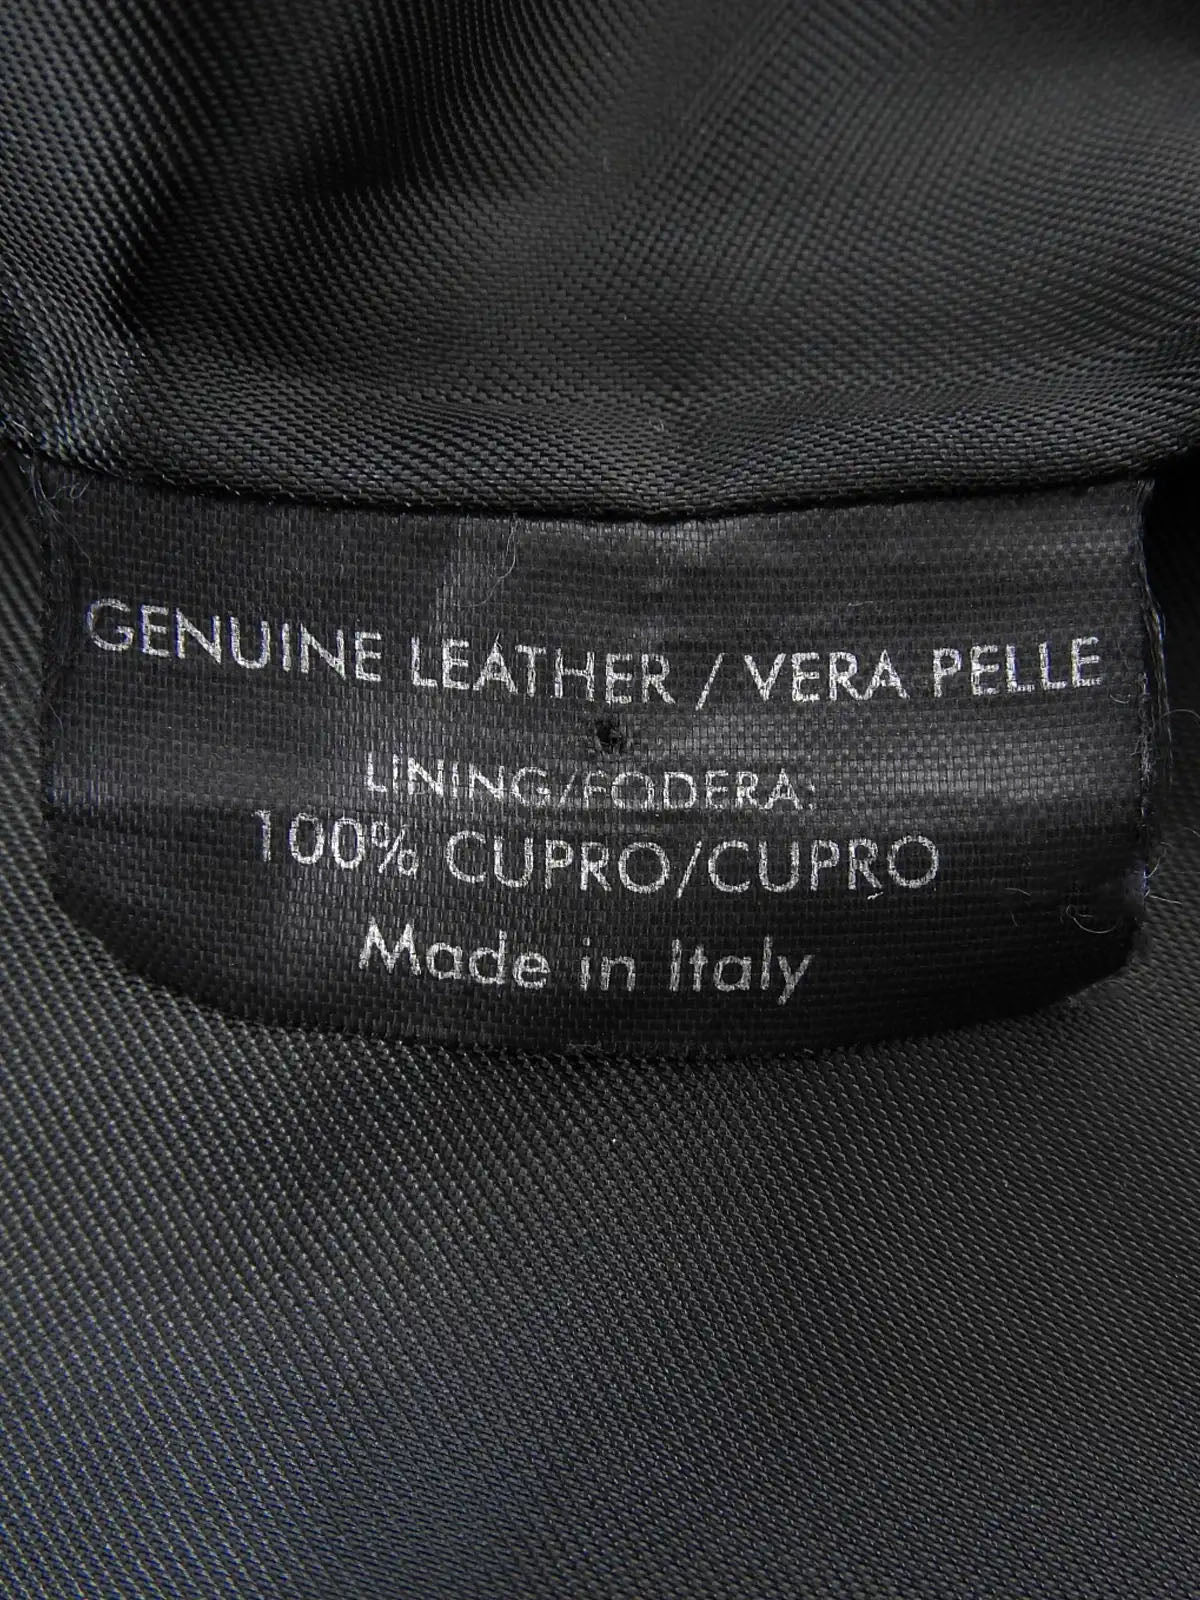 GENUINE LEATHER / VERA PELLE
LINING/FODERA:
100% CUPRO/CUPRO
Made in Italy